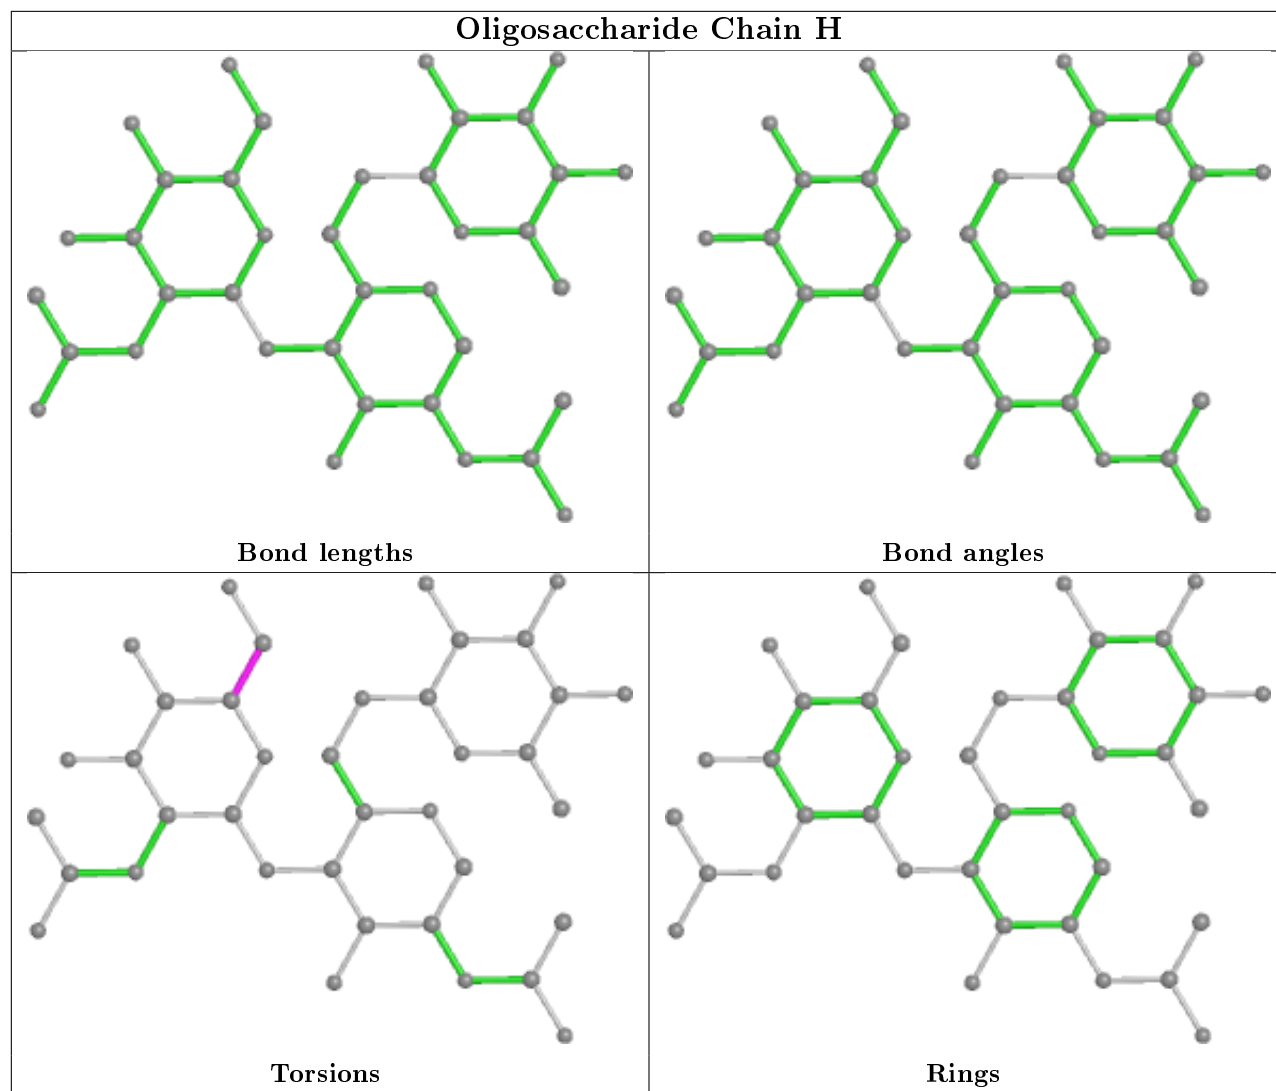 Oligosaccharide Chain H
Bond lengths
Bond angles
Torsions
Rings